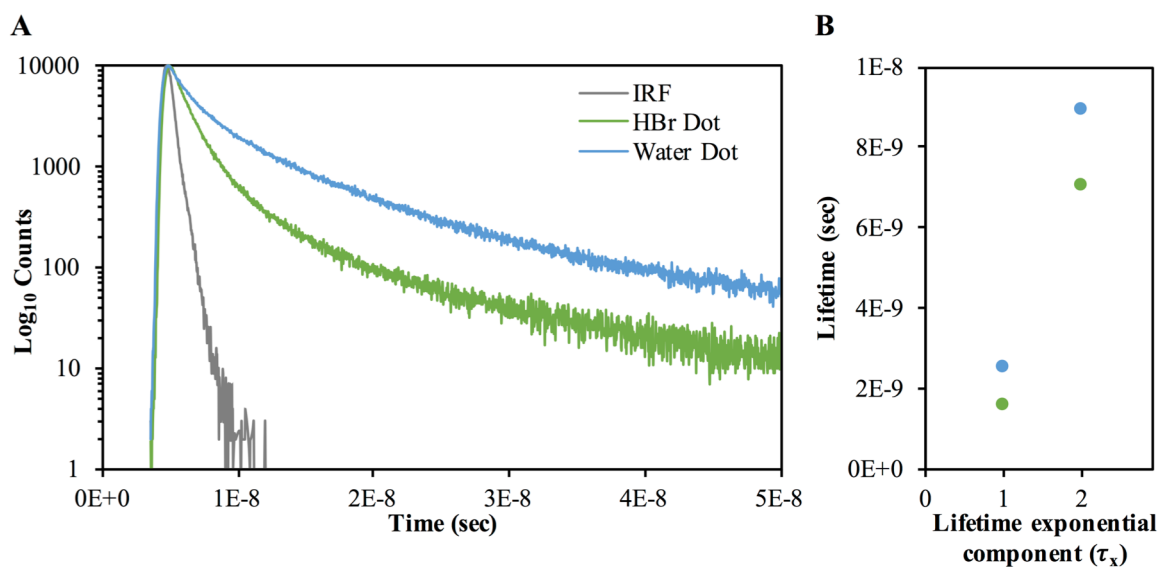 A
Log10 Counts
10000
1000
100
10
1
0E+0
1E-8
2E-8
3E-8
4E-8
5E-8
Time (sec)
IRF
HBr Dot
Water Dot
B
Lifetime (sec)
1E-8
8E-9
6E-9
4E-9
2E-9
0E+0
0
1
2
Lifetime exponential
component (τx)